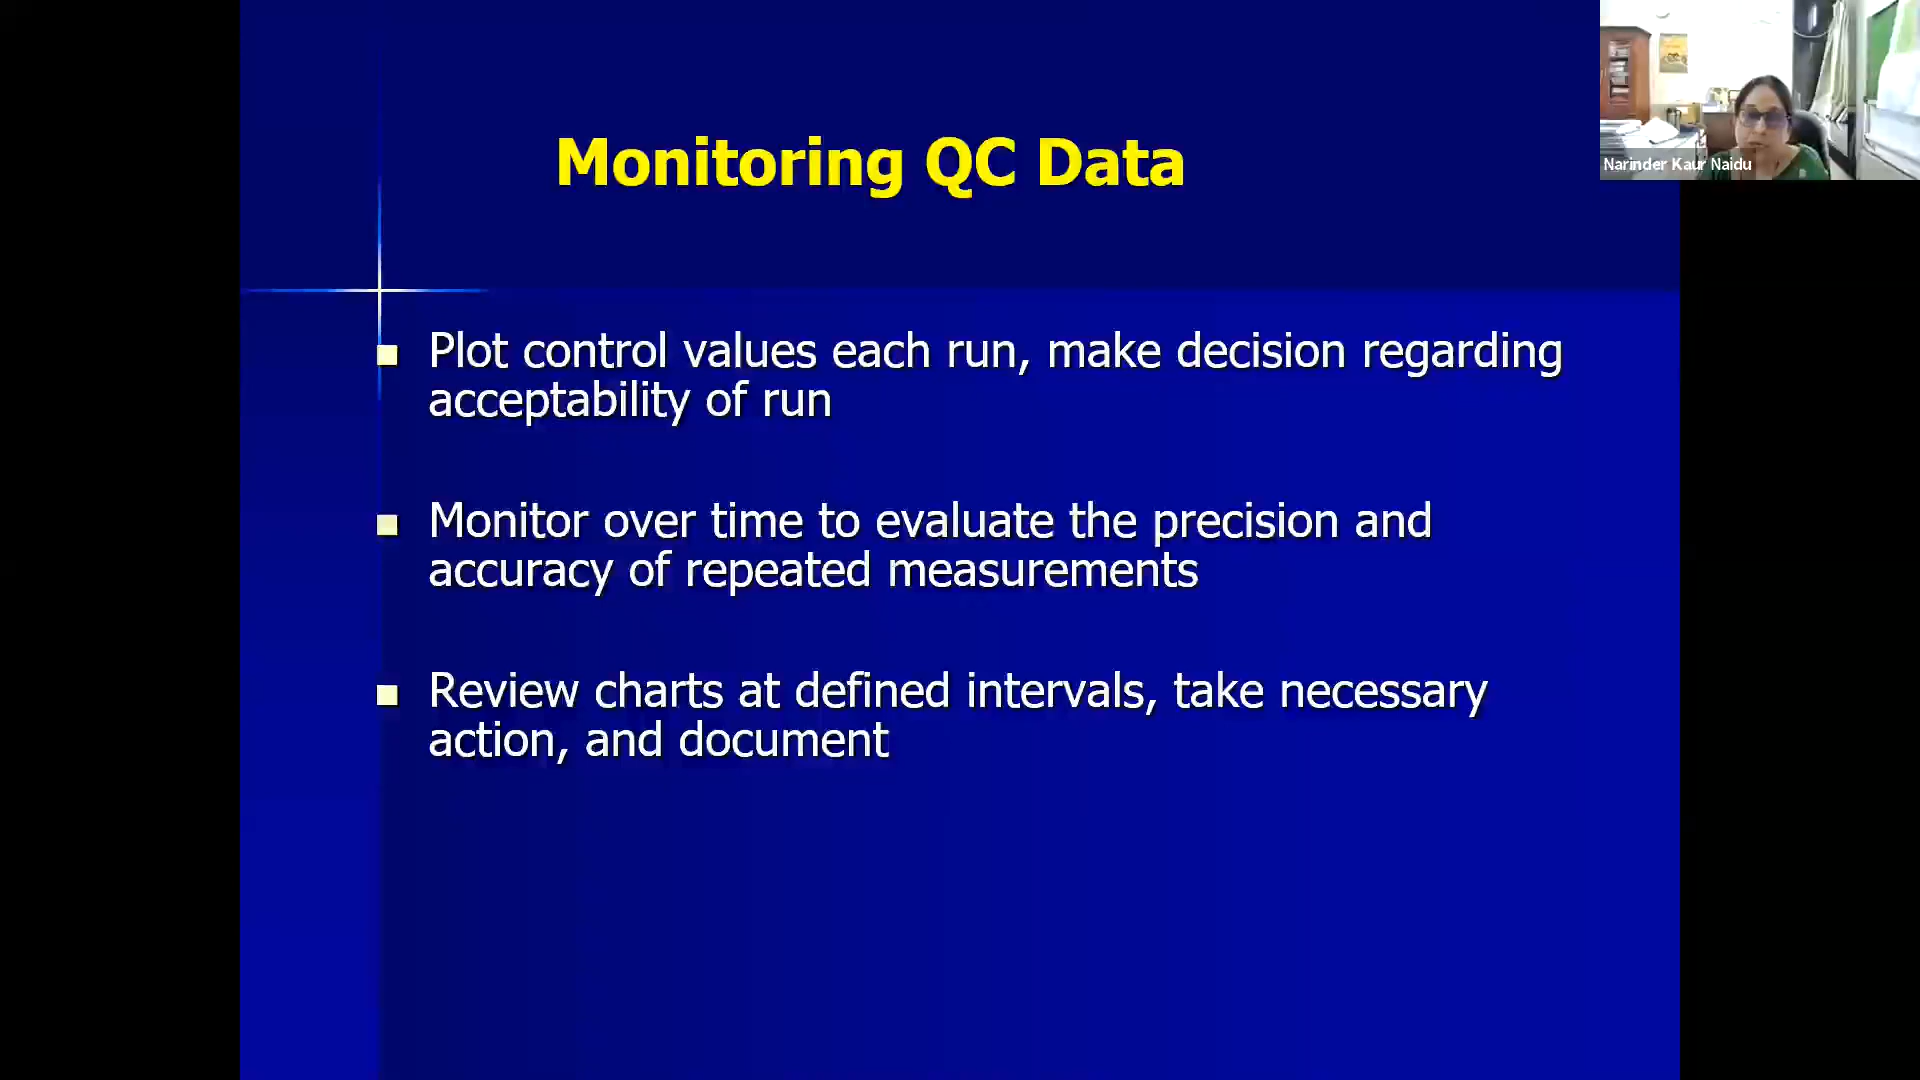 Monitoring QC Data
Narinder Kaur Naidu
Plot control values each run, make decision regarding
acceptability of run
Monitor over time to evaluate the precision and
accuracy of repeated measurements
Review charts at defined intervals, take necessary
action, and document